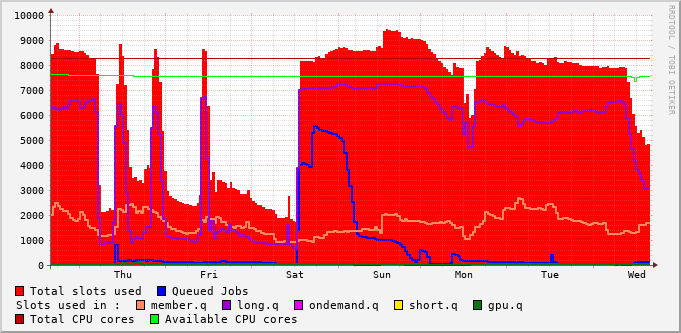 10000
9000
8000
7000
6000
5000
4000
3000
2000
1000
0
Thu Fri Sat Sun Mon Tue Wed
RRDTOOL / TOBI OETIKER
Total slots used Queued Jobs
Slots used in : member.q long.q ondemand.q short.q gpu.q
Total CPU cores
Available CPU cores